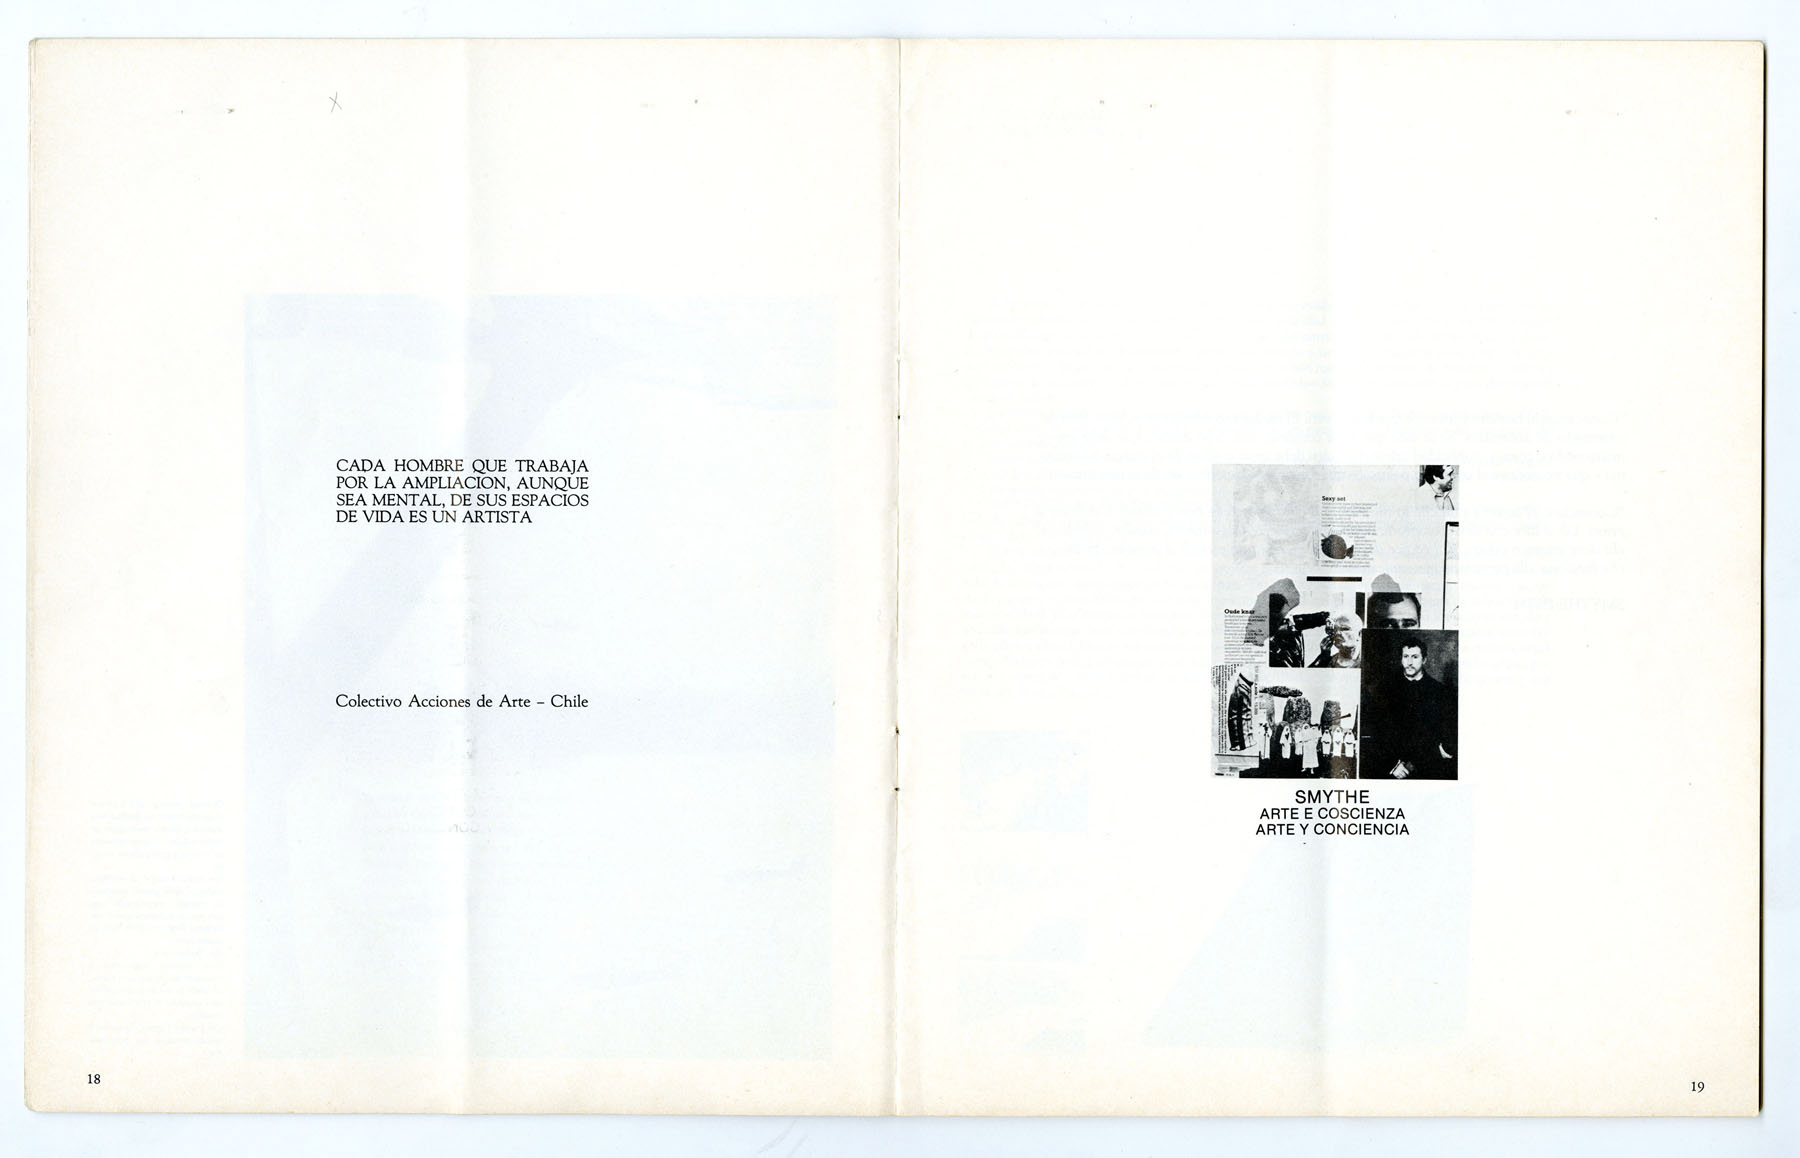 CADA HOMBRE QUE TRABAJA
POR LA AMPLIACION, AUNQUE
SEA MENTAL, DE SUS ESPACIOS
DE VIDA ES UN ARTISTA
Colectivo Acciones de Arte – Chile
18
Sexy set
Oude knar
SMYTHE
ARTE E COSCIENZA
ARTE Y CONCIENCIA
19